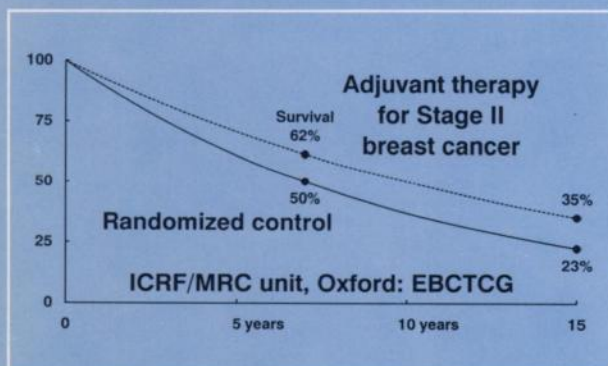 100
75
50
25
0
Survival
62%
50%
Adjuvant therapy
for Stage II
breast cancer
35%
23%
Randomized control
ICRF/MRC unit, Oxford: EBCTCG
0 5 years 10 years 15